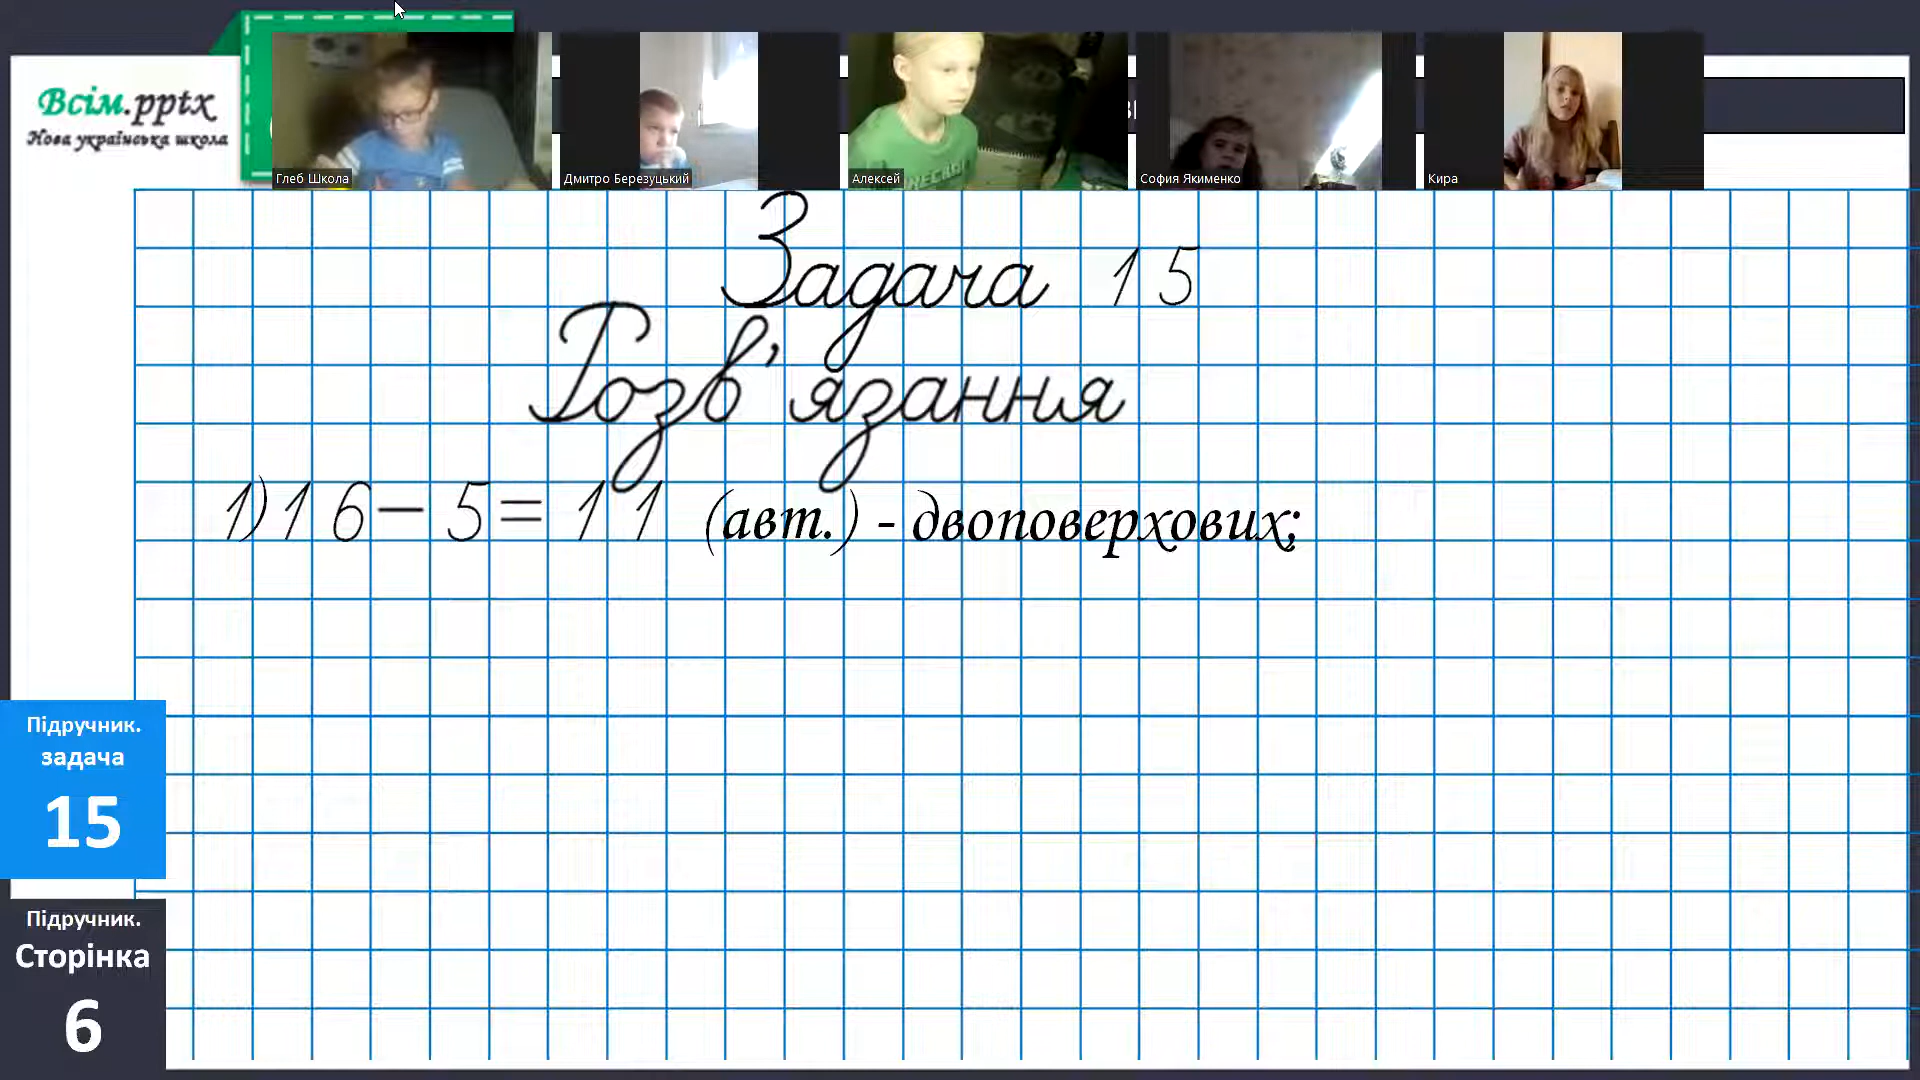 Всім.pptx
Нова українська школа
Глеб Школа
Дмитро Березуцький
Алексей
София Якименко
Кира
Задача 15
Розв'язання
1) 16-5=11 (авт.) - двоповерхових;
Підручник.
задача
15
Підручник.
Сторінка
6